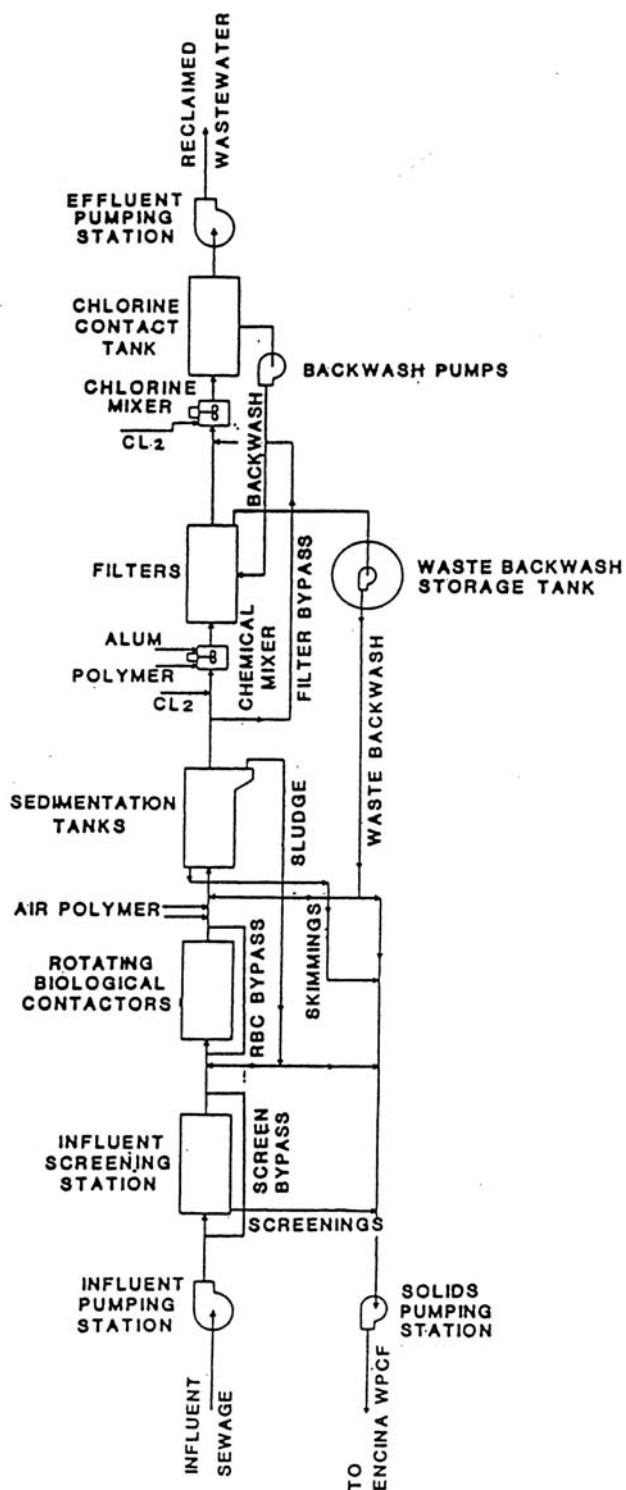 RECLAIMED
WASTEWATER
EFFLUENT
PUMPING
STATION
CHLORINE
CONTACT
TANK
BACKWASH PUMPS
CHLORINE
MIXER
CL2
BACKWASH
FILTERS
WASTE BACKWASH
STORAGE TANK
FILTER BYPASS
ALUM
POLYMER
CHEMICAL
MIXER
CL2
WASTE BACKWASH
SEDIMENTATION
TANKS
SLUDGE
AIR POLYMER
SKIMMINGS
ROTATING
BIOLOGICAL
CONTACTORS
RBC BYPASS
INFLUENT
SCREENING
STATION
SCREEN
BYPASS
SCREENINGS
INFLUENT
PUMPING
STATION
SOLIDS
PUMPING
STATION
INFLUENT
SEWAGE
TO
ENCINA WPCF